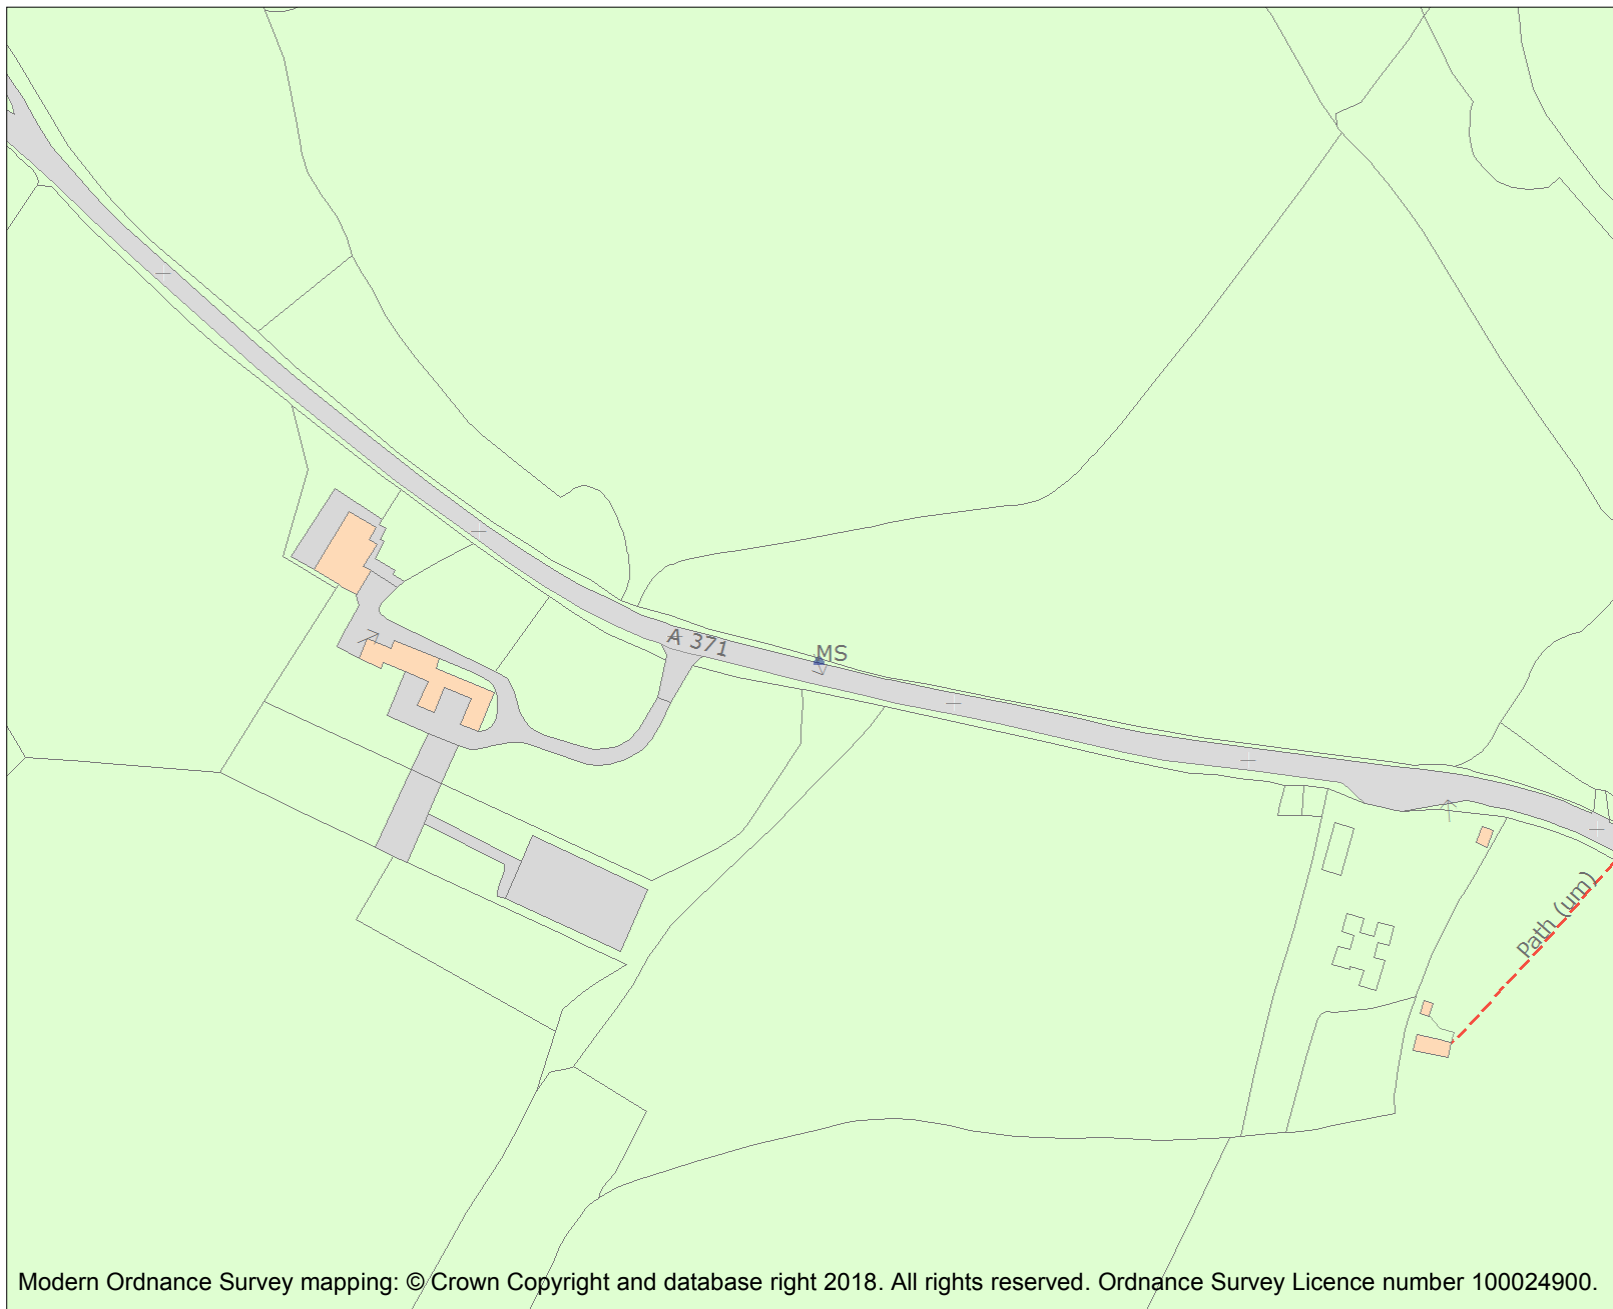 A 371
MS
Path (um)
Modern Ordnance Survey mapping: © Crown Copyright and database right 2018. All rights reserved. Ordnance Survey Licence number 100024900.